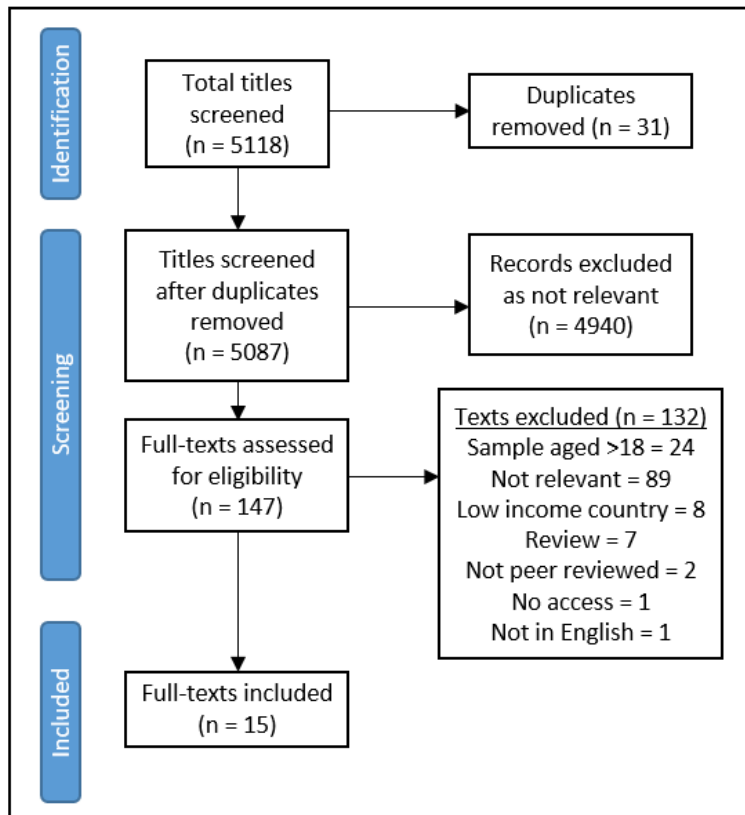 Identification
Total titles
screened
(n = 5118)
Duplicates
removed (n = 31)
Screening
Titles screened
after duplicates
removed
(n = 5087)
Records excluded
as not relevant
(n = 4940)
Full-texts assessed
for eligibility
(n = 147)
Texts excluded (n = 132)
Sample aged >18 = 24
Not relevant = 89
Low income country = 8
Review = 7
Not peer reviewed = 2
No access = 1
Not in English = 1
Included
Full-texts included
(n = 15)